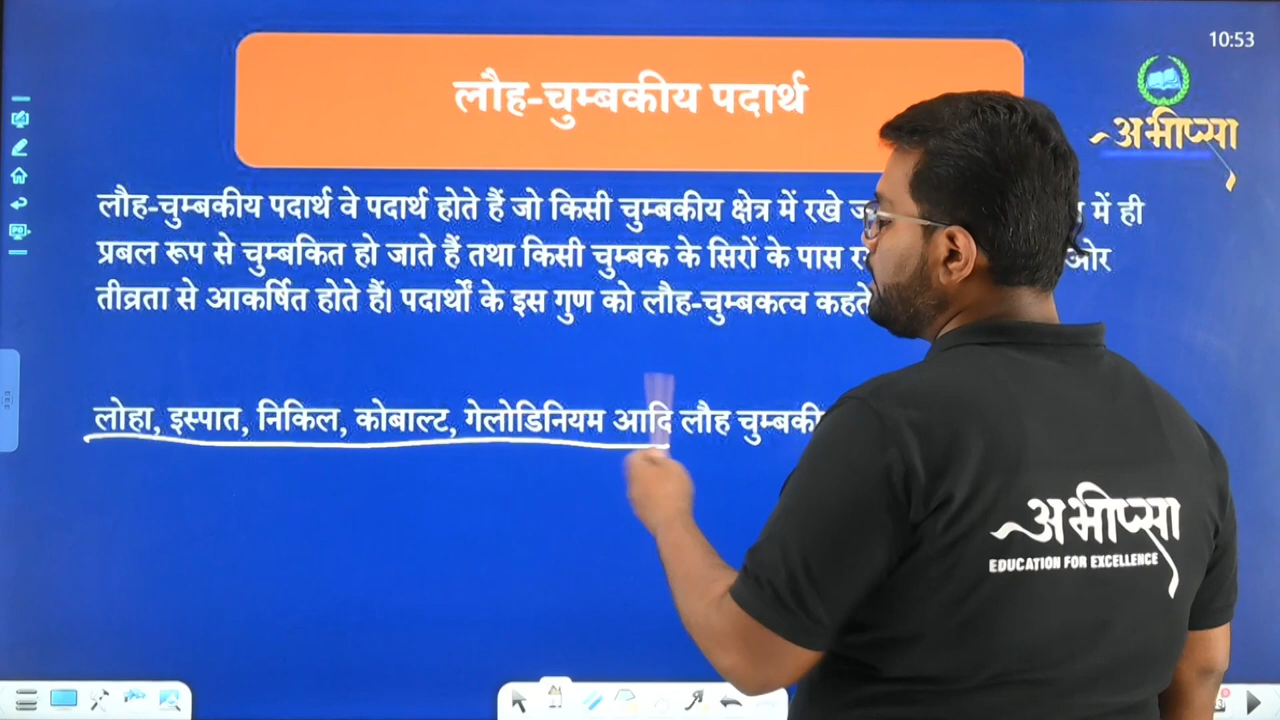 10:53
लौह-चुम्बकीय पदार्थ
अभीप्सा
लौह-चुम्बकीय पदार्थ वे पदार्थ होते हैं जो किसी चुम्बकीय क्षेत्र में रखे में ही
प्रबल रूप से चुम्बकित हो जाते हैं तथा किसी चुम्बक के सिरों के पास ओर
तीव्रता से आकर्षित होते हैं। पदार्थों के इस गुण को लौह-चुम्बकत्व कहते
लोहा, इस्पात, निकिल, कोबाल्ट, गेलोडिनियम आदि लौह
अभीप्सा
EDUCATION FOR EXCELLENCE